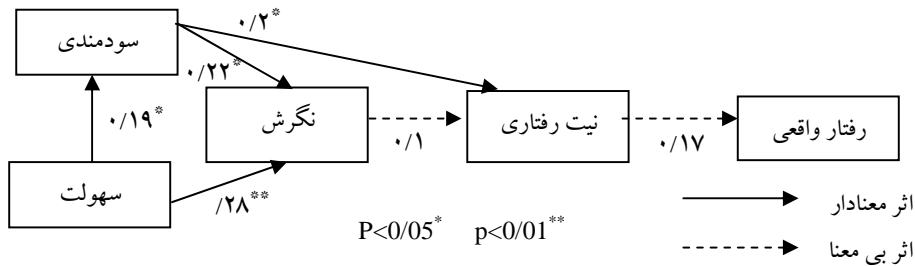 ۰/۲*
سودمندی
۰/۲۲*
۰/۱۹*
نگرش
۰/۱
نیت رفتاری
۰/۱۷
رفتار واقعی
سهولت
/۲۸**
اثر معنادار
P<0/05* p<0/01**
اثر بی معنا